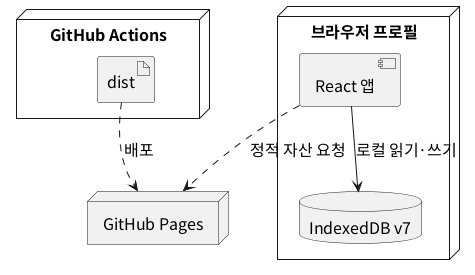 GitHub Actions
브라우저 프로필
dist
React 앱
배포
정적 자산 요청
로컬 읽기·쓰기
GitHub Pages
IndexedDB v7